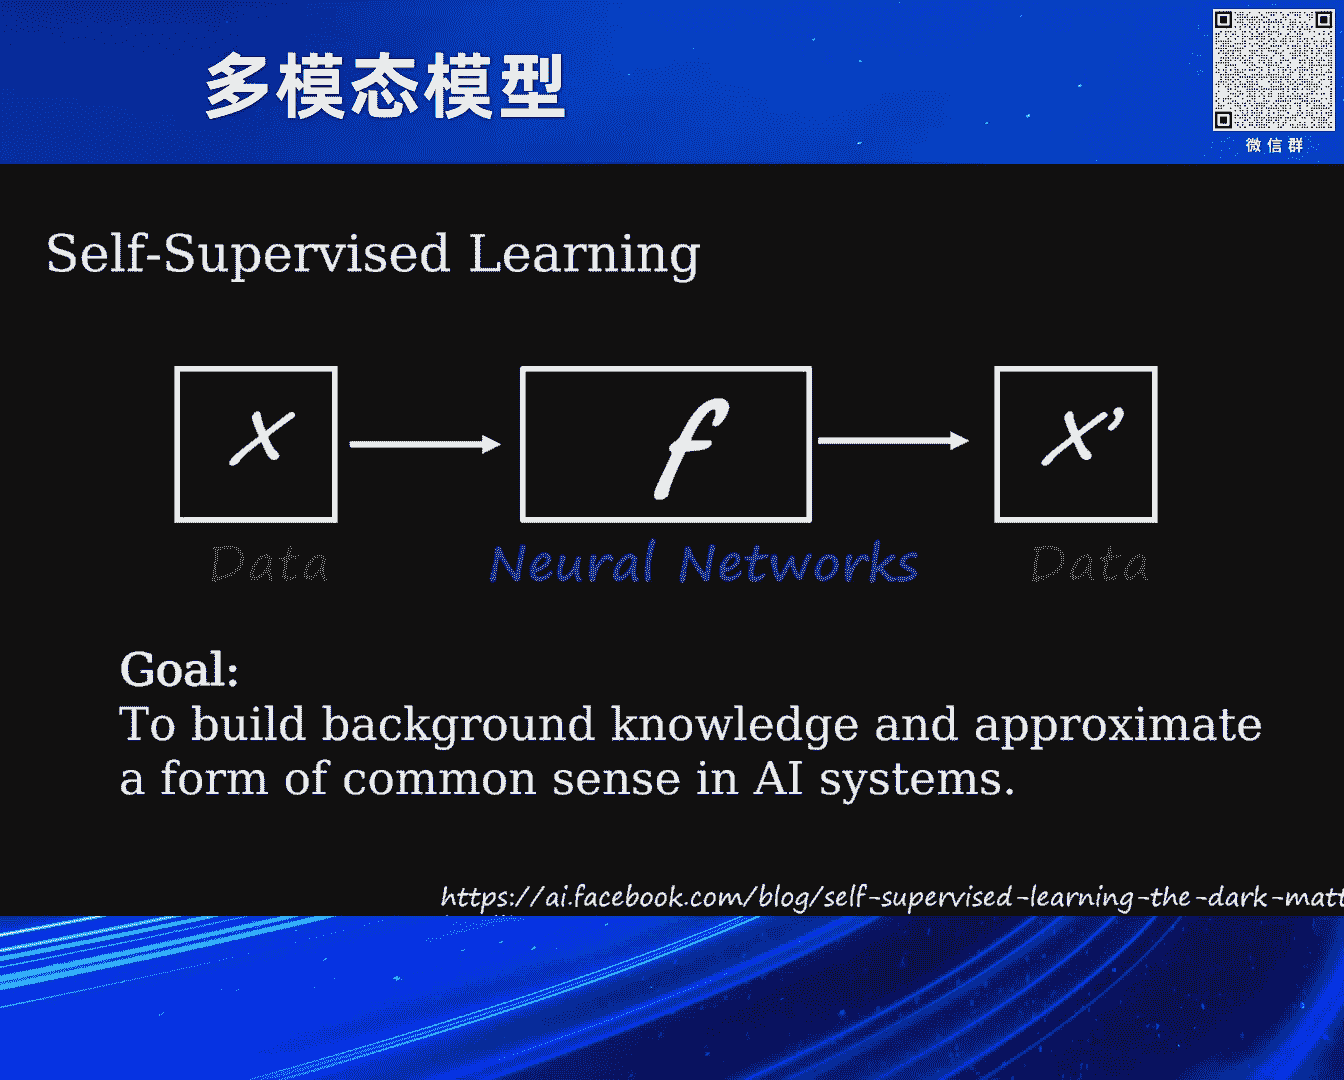 多模态模型
微信群
Self-Supervised Learning
x
f
x’
Data
Neural Networks
Data
Goal:
To build background knowledge and approximate
a form of common sense in AI systems.
https://ai.facebook.com/blog/self-supervised-learning-the-dark-matt